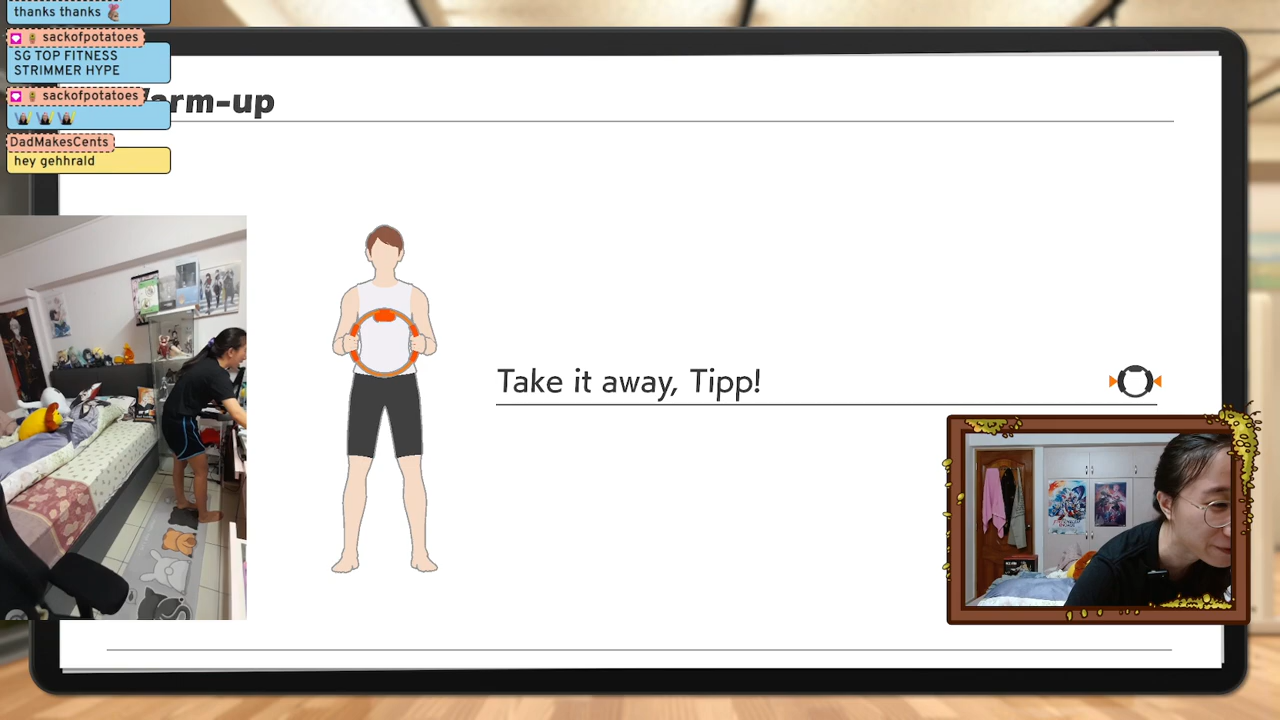 thanks thanks
sackofpotatoes
SG TOP FITNESS
STRIMMER HYPE
sackofpotatoes
DadMakesCents
hey gehhrald
arm-up
Take it away, Tipp!